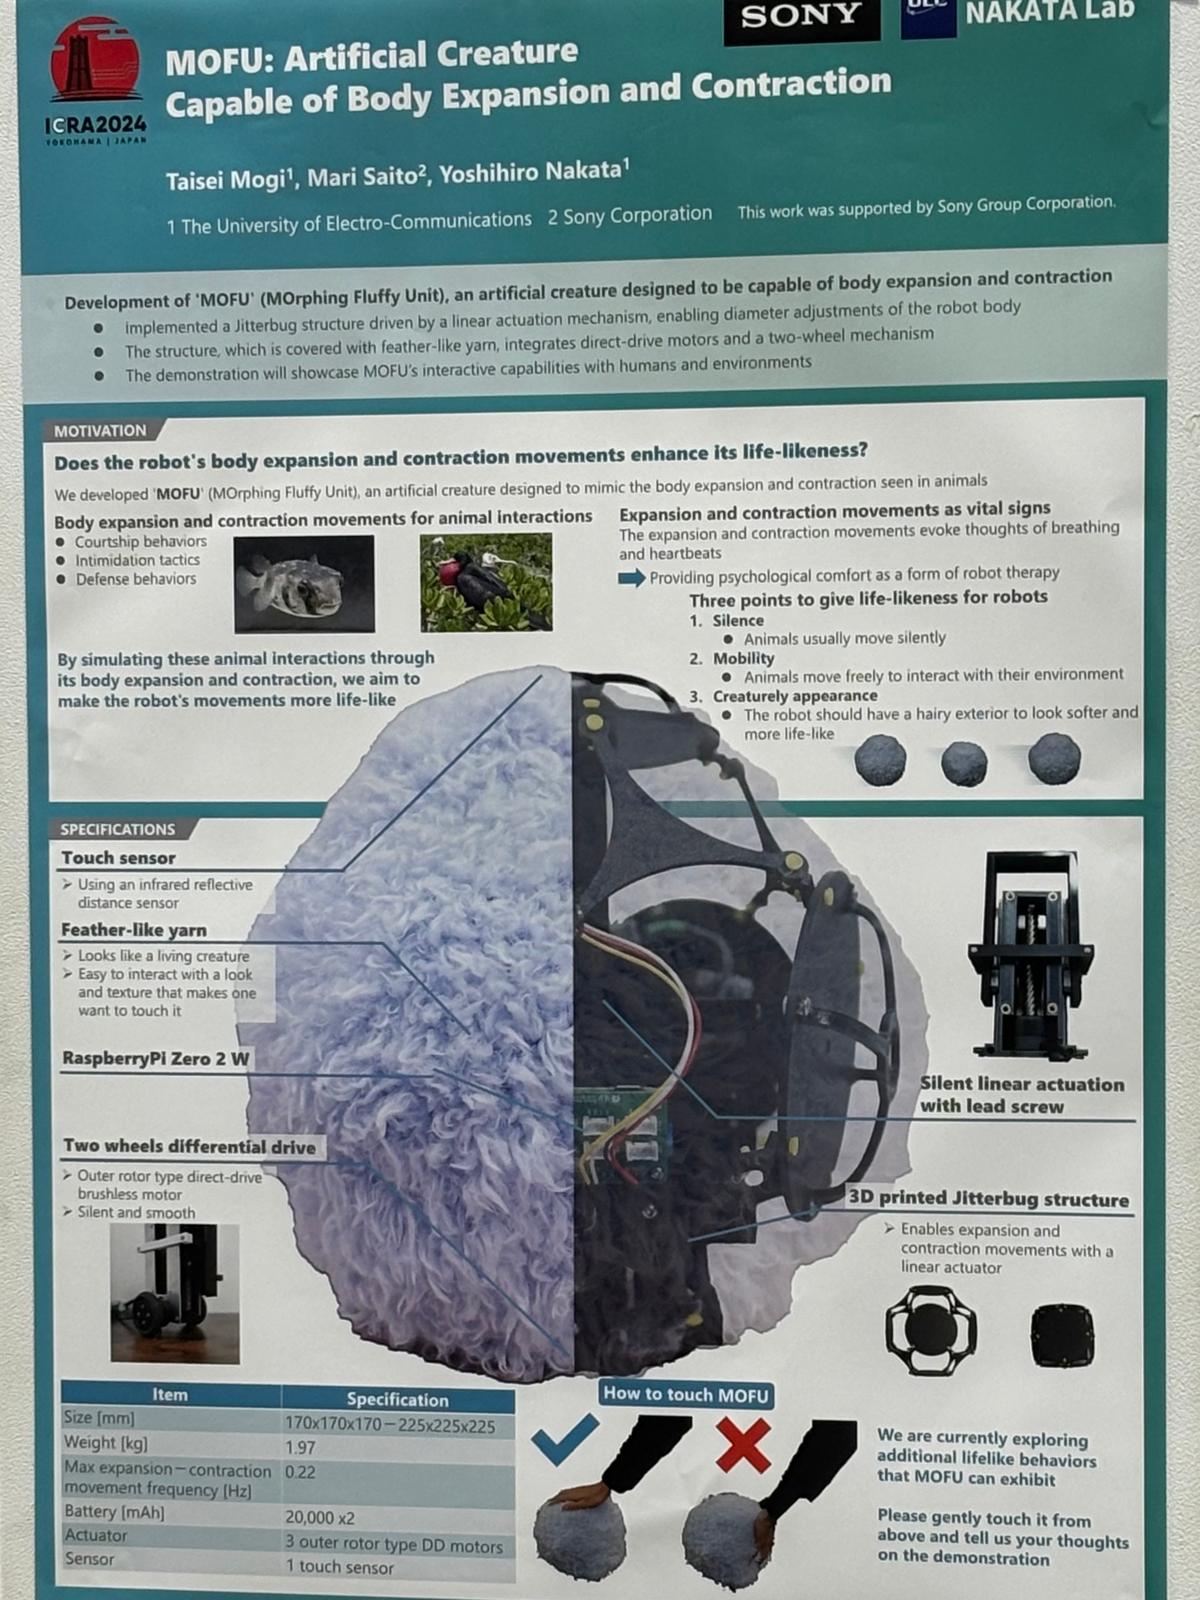 SONY
NAKATA Lab
ICRA2024
YOKOHAMA | JAPAN
MOFU: Artificial Creature
Capable of Body Expansion and Contraction
Taisei Mogi¹, Mari Saito², Yoshihiro Nakata¹
1 The University of Electro-Communications 2 Sony Corporation This work was supported by Sony Group Corporation.
Development of 'MOFU' (MOrphing Fluffy Unit), an artificial creature designed to be capable of body expansion and contraction
● implemented a Jitterbug structure driven by a linear actuation mechanism, enabling diameter adjustments of the robot body
● The structure, which is covered with feather-like yarn, integrates direct-drive motors and a two-wheel mechanism
● The demonstration will showcase MOFU's interactive capabilities with humans and environments
MOTIVATION
Does the robot's body expansion and contraction movements enhance its life-likeness?
We developed 'MOFU' (MOrphing Fluffy Unit), an artificial creature designed to mimic the body expansion and contraction seen in animals
Body expansion and contraction movements for animal interactions
● Courtship behaviors
● Intimidation tactics
● Defense behaviors
By simulating these animal interactions through
its body expansion and contraction, we aim to
make the robot's movements more life-like
Expansion and contraction movements as vital signs
The expansion and contraction movements evoke thoughts of breathing
and heartbeats
Providing psychological comfort as a form of robot therapy
Three points to give life-likeness for robots
1. Silence
● Animals usually move silently
2. Mobility
● Animals move freely to interact with their environment
3. Creaturely appearance
● The robot should have a hairy exterior to look softer and
more life-like
SPECIFICATIONS
Touch sensor
➢ Using an infrared reflective
distance sensor
Feather-like yarn
➢ Looks like a living creature
➢ Easy to interact with a look
and texture that makes one
want to touch it
RaspberryPi Zero 2 W
Two wheels differential drive
➢ Outer rotor type direct-drive
brushless motor
➢ Silent and smooth
Silent linear actuation
with lead screw
3D printed Jitterbug structure
➢ Enables expansion and
contraction movements with a
linear actuator
Item Specification
Size [mm] 170x170x170－225x225x225
Weight [kg] 1.97
Max expansion－contraction
movement frequency [Hz] 0.22
Battery [mAh] 20,000 x2
Actuator 3 outer rotor type DD motors
Sensor 1 touch sensor
How to touch MOFU
We are currently exploring
additional lifelike behaviors
that MOFU can exhibit
Please gently touch it from
above and tell us your thoughts
on the demonstration